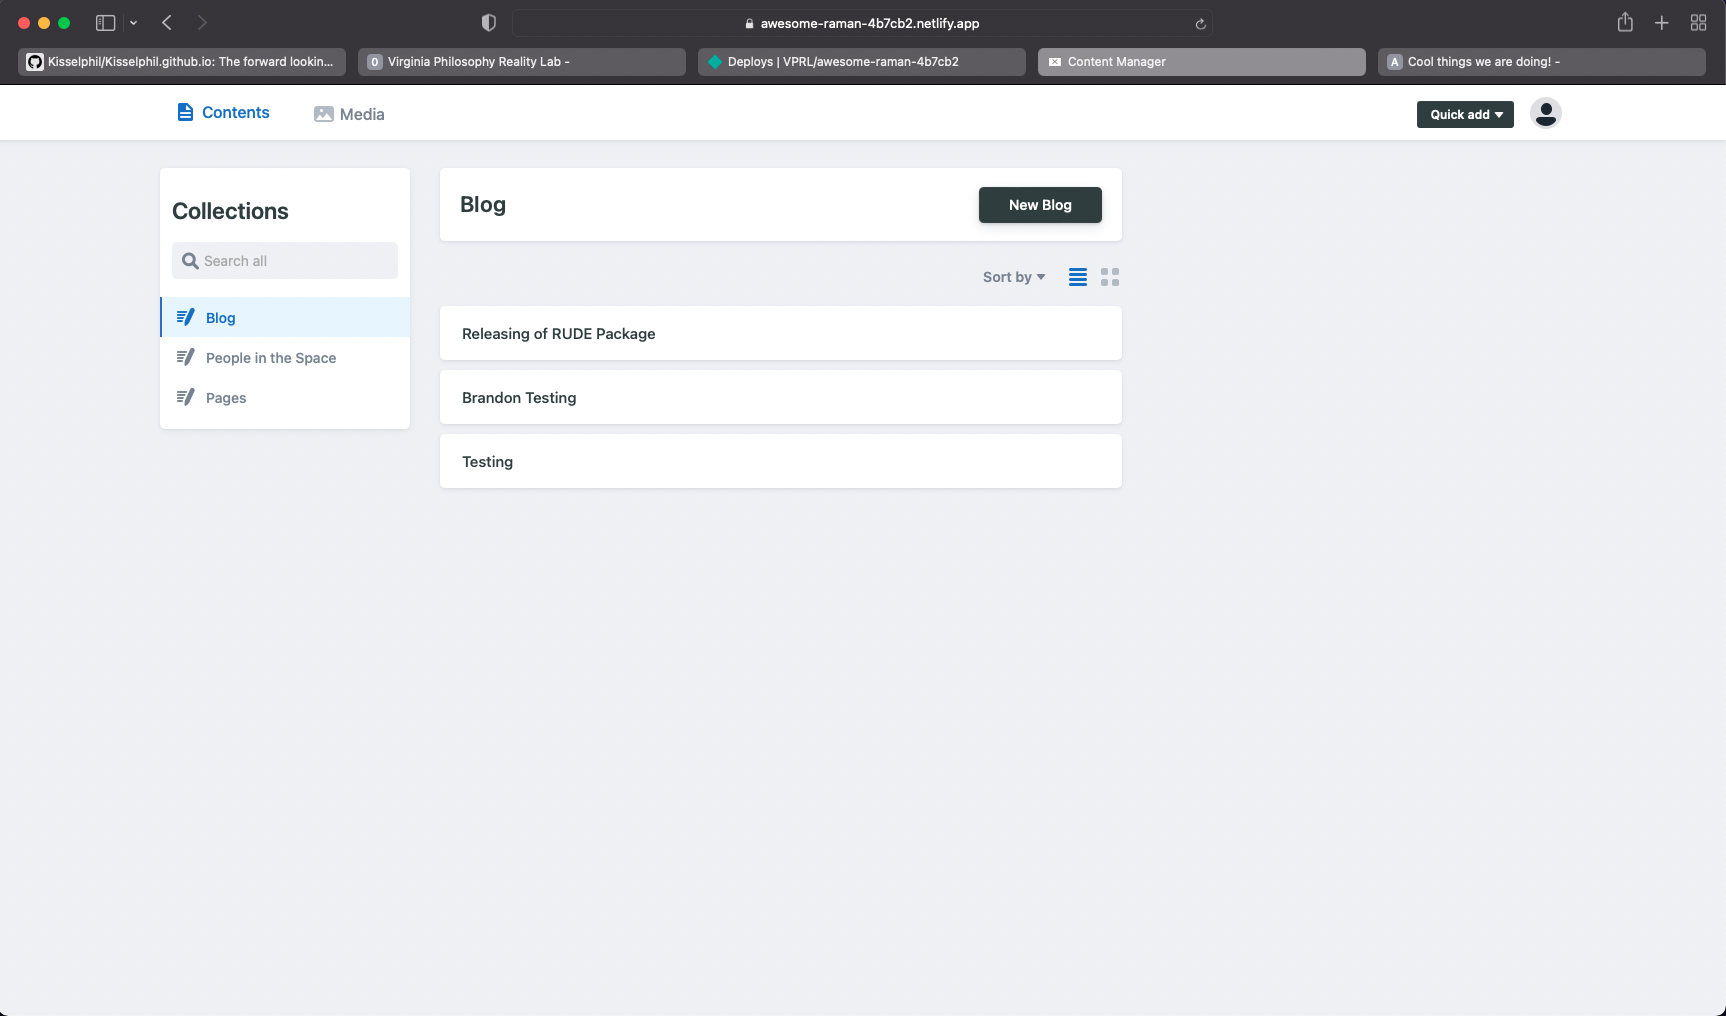 awesome-raman-4b7cb2.netlify.app
Kisselphil/Kisselphil.github.io: The forward lookin...
0 Virginia Philosophy Reality Lab -
Deploys | VPRL/awesome-raman-4b7cb2
Content Manager
A Cool things we are doing! -
Contents
Media
Quick add
Collections
Search all
Blog
People in the Space
Pages
Blog
New Blog
Sort by
Releasing of RUDE Package
Brandon Testing
Testing